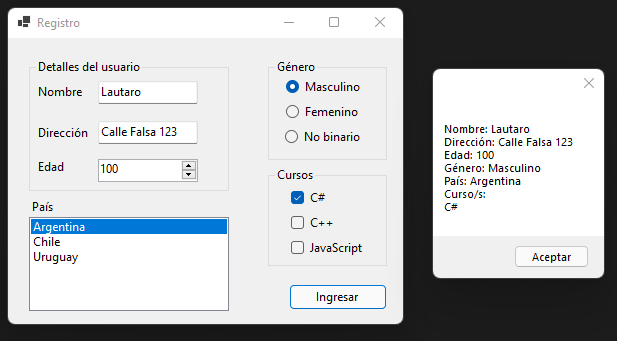 Registro
Detalles del usuario
Nombre
Lautaro
Dirección
Calle Falsa 123
Edad
100
País
Argentina
Chile
Uruguay
Género
Masculino
Femenino
No binario
Cursos
C#
C++
JavaScript
Ingresar
Nombre: Lautaro
Dirección: Calle Falsa 123
Edad: 100
Género: Masculino
País: Argentina
Curso/s:
C#
Aceptar